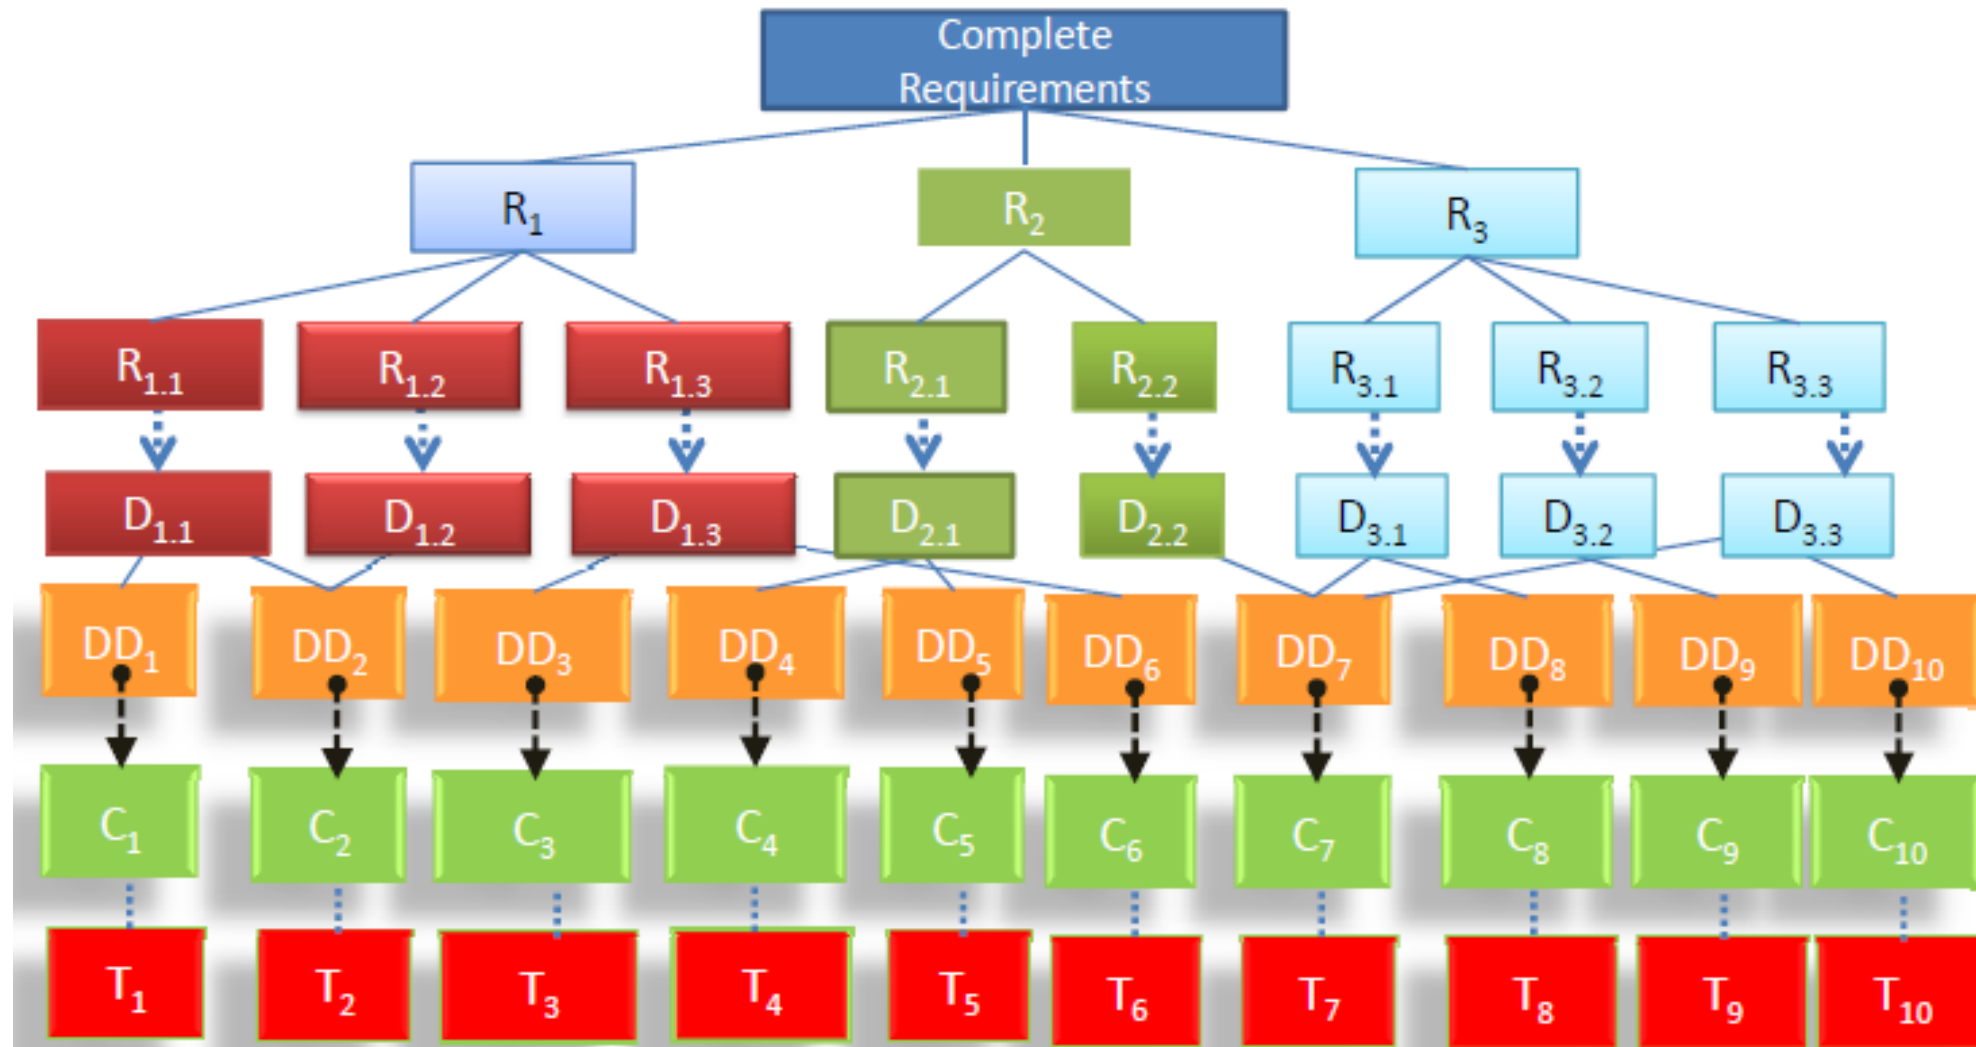 Complete
Requirements
R1 R2 R3
R1.1 R1.2 R1.3 R2.1 R2.2 R3.1 R3.2 R3.3
D1.1 D1.2 D1.3 D2.1 D2.2 D3.1 D3.2 D3.3
DD1 DD2 DD3 DD4 DD5 DD6 DD7 DD8 DD9 DD10
C1 C2 C3 C4 C5 C6 C7 C8 C9 C10
T1 T2 T3 T4 T5 T6 T7 T8 T9 T10